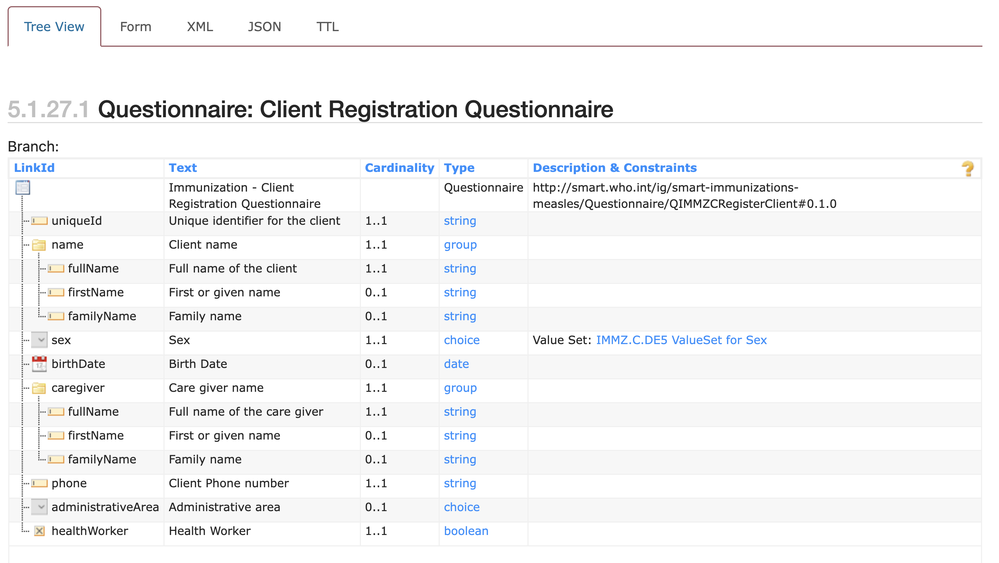 Tree View Form XML JSON TTL
5.1.27.1 Questionnaire: Client Registration Questionnaire
Branch:
LinkId Text Cardinality Type Description & Constraints
Immunization - Client Questionnaire http://smart.who.int/ig/smart-immunizations-
Registration Questionnaire measles/Questionnaire/QIMMZCRegisterClient#0.1.0
uniqueId Unique identifier for the client 1..1 string
name Client name 1..1 group
fullName Full name of the client 1..1 string
firstName First or given name 0..1 string
familyName Family name 0..1 string
sex Sex 1..1 choice Value Set: IMMZ.C.DE5 ValueSet for Sex
birthDate Birth Date 0..1 date
caregiver Care giver name 1..1 group
fullName Full name of the care giver 1..1 string
firstName First or given name 0..1 string
familyName Family name 0..1 string
phone Client Phone number 1..1 string
administrativeArea Administrative area 0..1 choice
healthWorker Health Worker 1..1 boolean